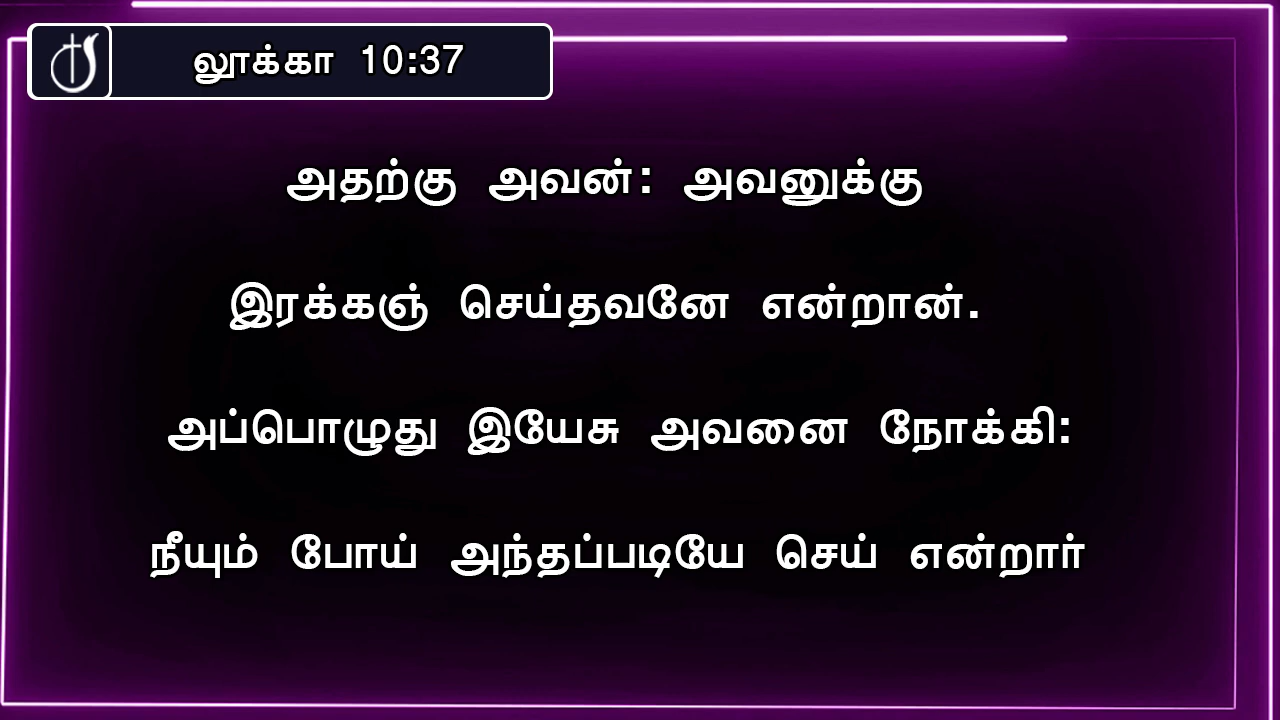 லூக்கா 10:37
அதற்கு அவன்: அவனுக்கு
இரக்கஞ் செய்தவனே என்றான்.
அப்பொழுது இயேசு அவனை நோக்கி:
நீயும் போய் அந்தப்படியே செய் என்றார்